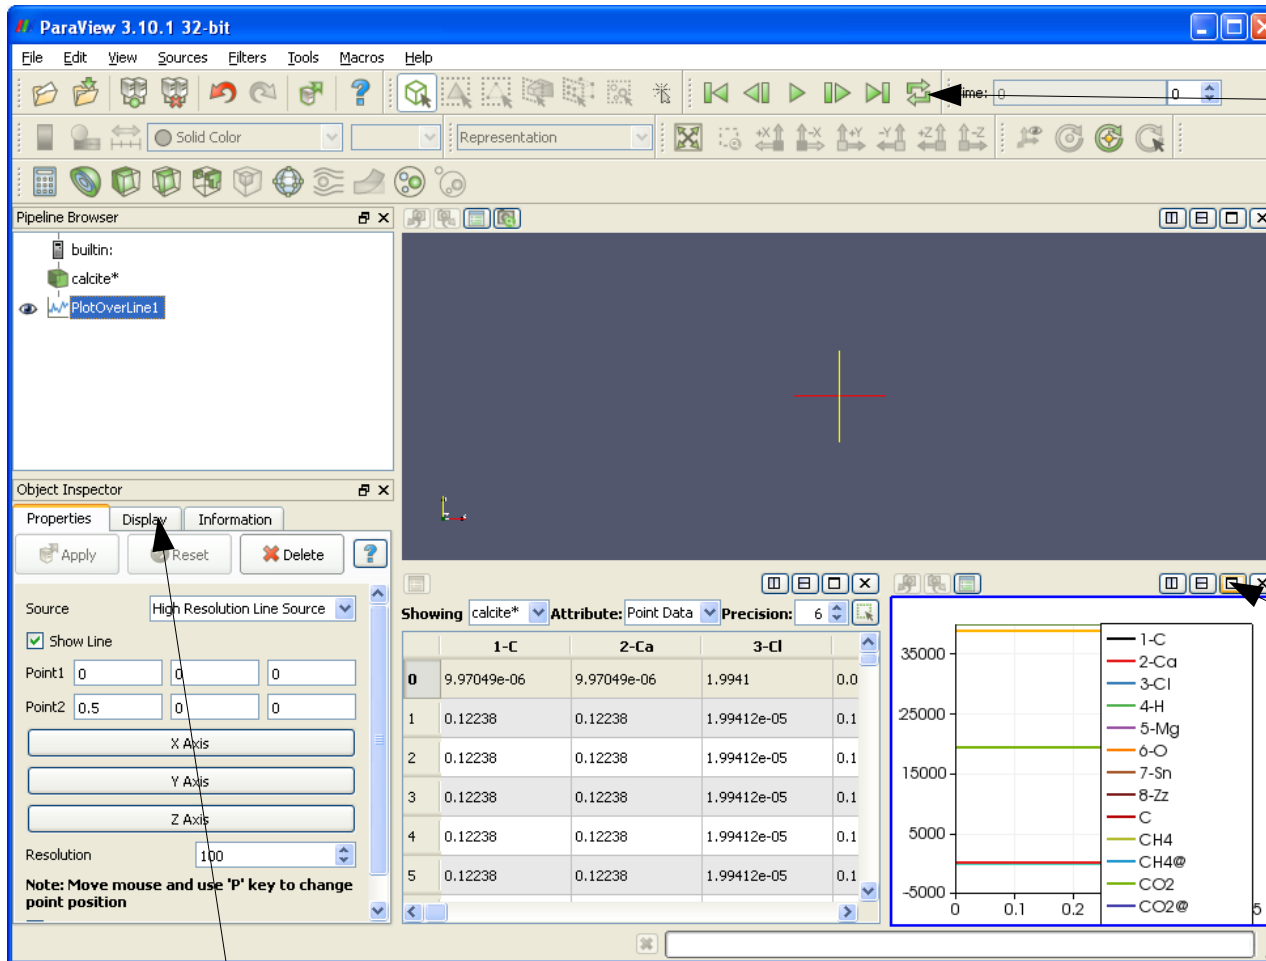 ParaView 3.10.1 32-bit
File Edit View Sources Filters Tools Macros Help
Time: 0 0
Solid Color Representation
+X -X +Y -Y +Z -Z
Pipeline Browser
builtin:
calcite*
PlotOverLine1
Object Inspector
Properties Display Information
Apply Reset Delete ?
Source High Resolution Line Source
Show Line
Point1 0 0 0
Point2 0.5 0 0
X Axis
Y Axis
Z Axis
Resolution 100
Note: Move mouse and use 'P' key to change
point position
Showing calcite* Attribute: Point Data Precision: 6
1-C 2-Ca 3-Cl
0 9.97049e-06 9.97049e-06 1.9941 0.0
1 0.12238 0.12238 1.99412e-05 0.1
2 0.12238 0.12238 1.99412e-05 0.1
3 0.12238 0.12238 1.99412e-05 0.1
4 0.12238 0.12238 1.99412e-05 0.1
5 0.12238 0.12238 1.99412e-05 0.1
35000
25000
15000
5000
-5000
0 0.1 0.2 5
1-C
2-Ca
3-Cl
4-H
5-Mg
6-O
7-Sn
8-Zz
C
CH4
CH4@
CO2
CO2@